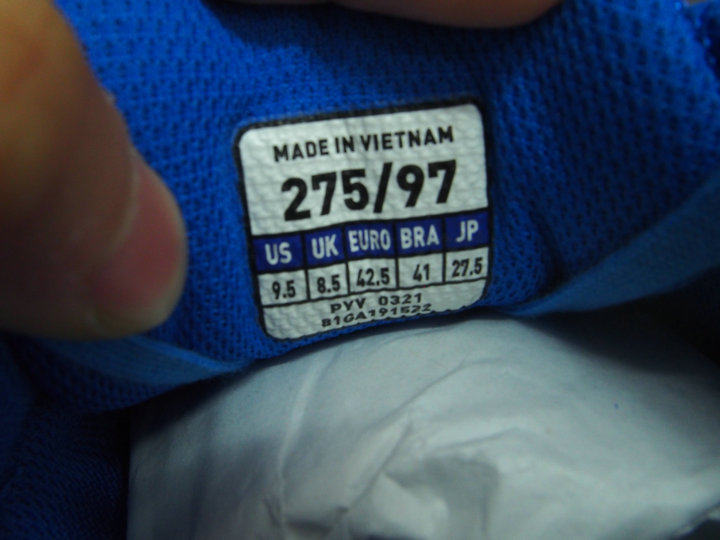 MADE IN VIETNAM
275/97
US UK EURO BRA JP
9.5 8.5 42.5 41 27.5
PYV 0321
81GA191522